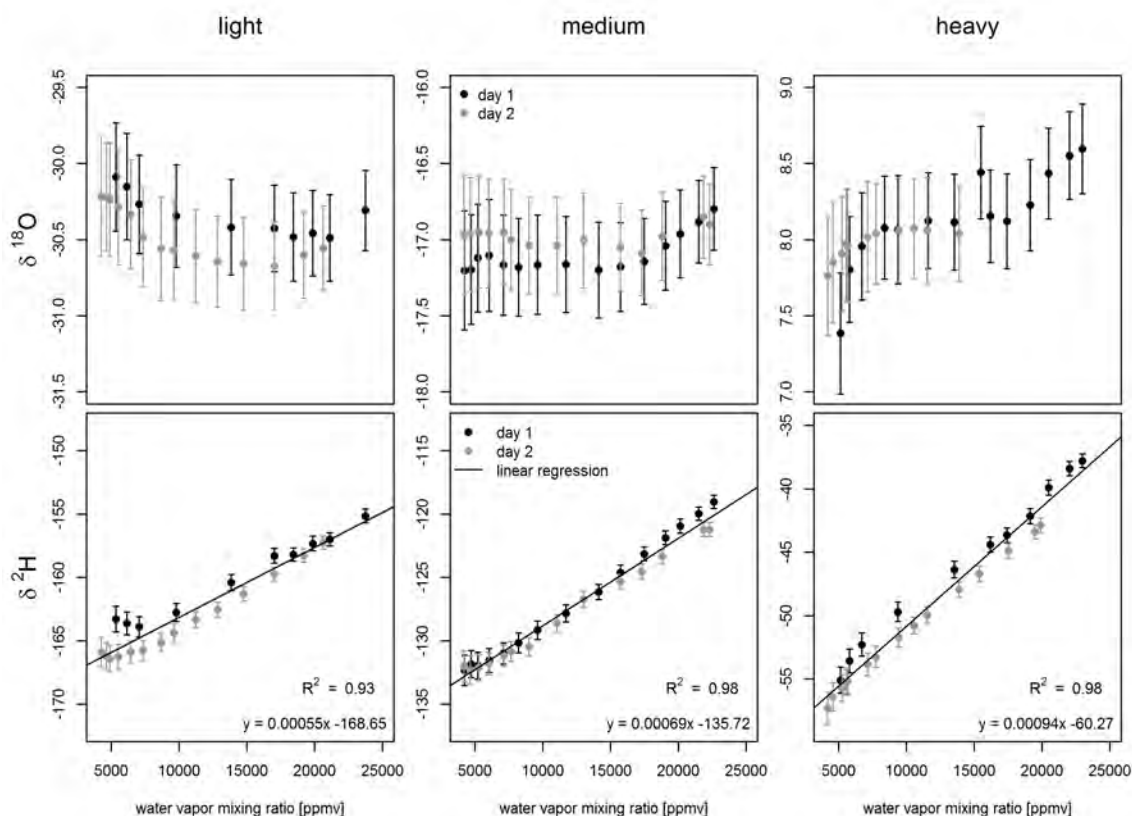 light medium heavy
δ 18O
-29.5
-30.0
-30.5
-31.0
-31.5
-16.0
-16.5
-17.0
-17.5
-18.0
day 1
day 2
9.0
8.5
8.0
7.5
7.0
δ 2H
-150
-155
-160
-165
-170
R2 = 0.93
y = 0.00055x -168.65
-115
-120
-125
-130
-135
day 1
day 2
linear regression
R2 = 0.98
y = 0.00069x -135.72
-35
-40
-45
-50
-55
R2 = 0.98
y = 0.00094x -60.27
5000 10000 15000 20000 25000 5000 10000 15000 20000 25000 5000 10000 15000 20000 25000
water vapor mixing ratio [ppmv] water vapor mixing ratio [ppmv] water vapor mixing ratio [ppmv]